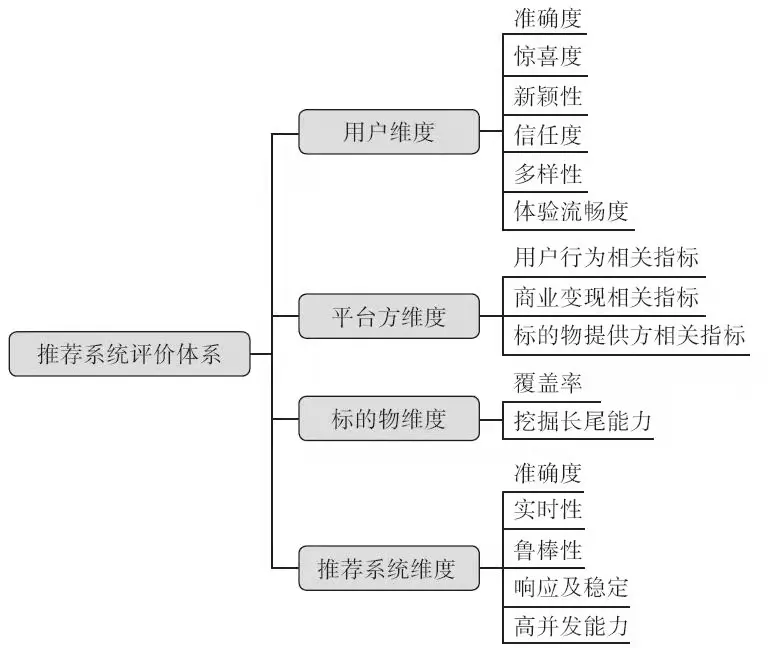 推荐系统评价体系
用户维度
准确度
惊喜度
新颖性
信任度
多样性
体验流畅度
平台方维度
用户行为相关指标
商业变现相关指标
标的物提供方相关指标
标的物维度
覆盖率
挖掘长尾能力
推荐系统维度
准确度
实时性
鲁棒性
响应及稳定
高并发能力